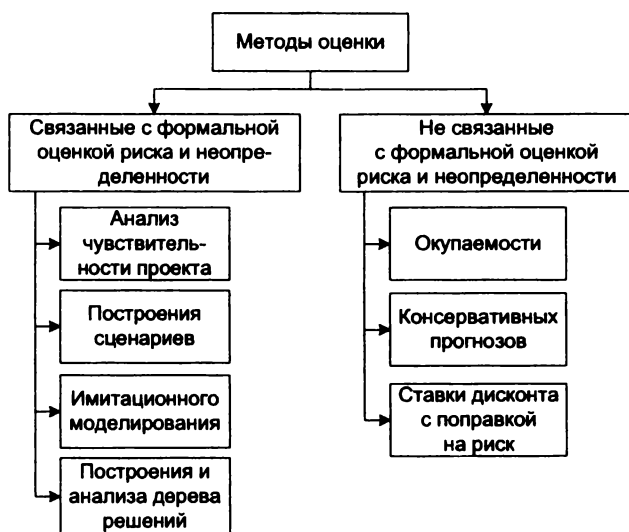 Методы оценки
Связанные с формальной
оценкой риска и неопре-
деленности
Не связанные
с формальной оценкой
риска и неопределенности
Анализ
чувствитель-
ности проекта
Построения
сценариев
Имитационного
моделирования
Построения и
анализа дерева
решений
Окупаемости
Консервативных
прогнозов
Ставки дисконта
с поправкой
на риск